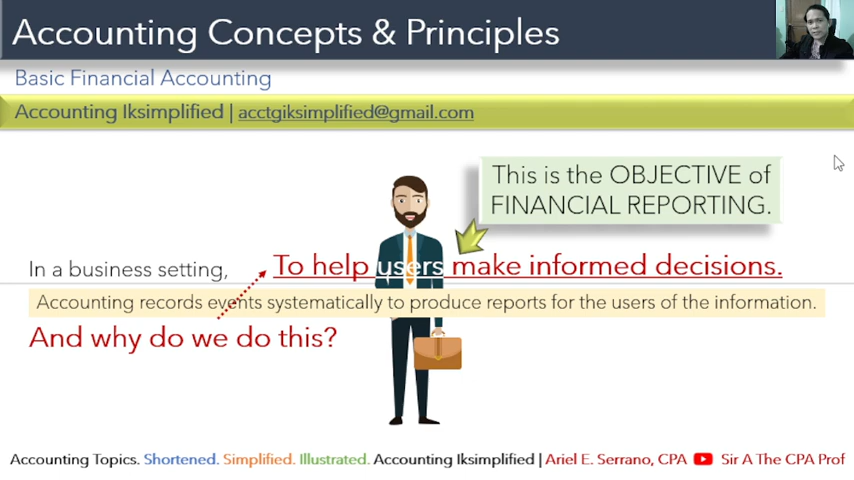 Accounting Concepts & Principles
Basic Financial Accounting
Accounting Iksimplified | acctgiksimplified@gmail.com
This is the OBJECTIVE of
FINANCIAL REPORTING.
In a business setting,
To help users make informed decisions.
Accounting records events systematically to produce reports for the users of the information.
And why do we do this?
Accounting Topics. Shortened. Simplified. Illustrated. Accounting Iksimplified | Ariel E. Serrano, CPA Sir A The CPA Prof